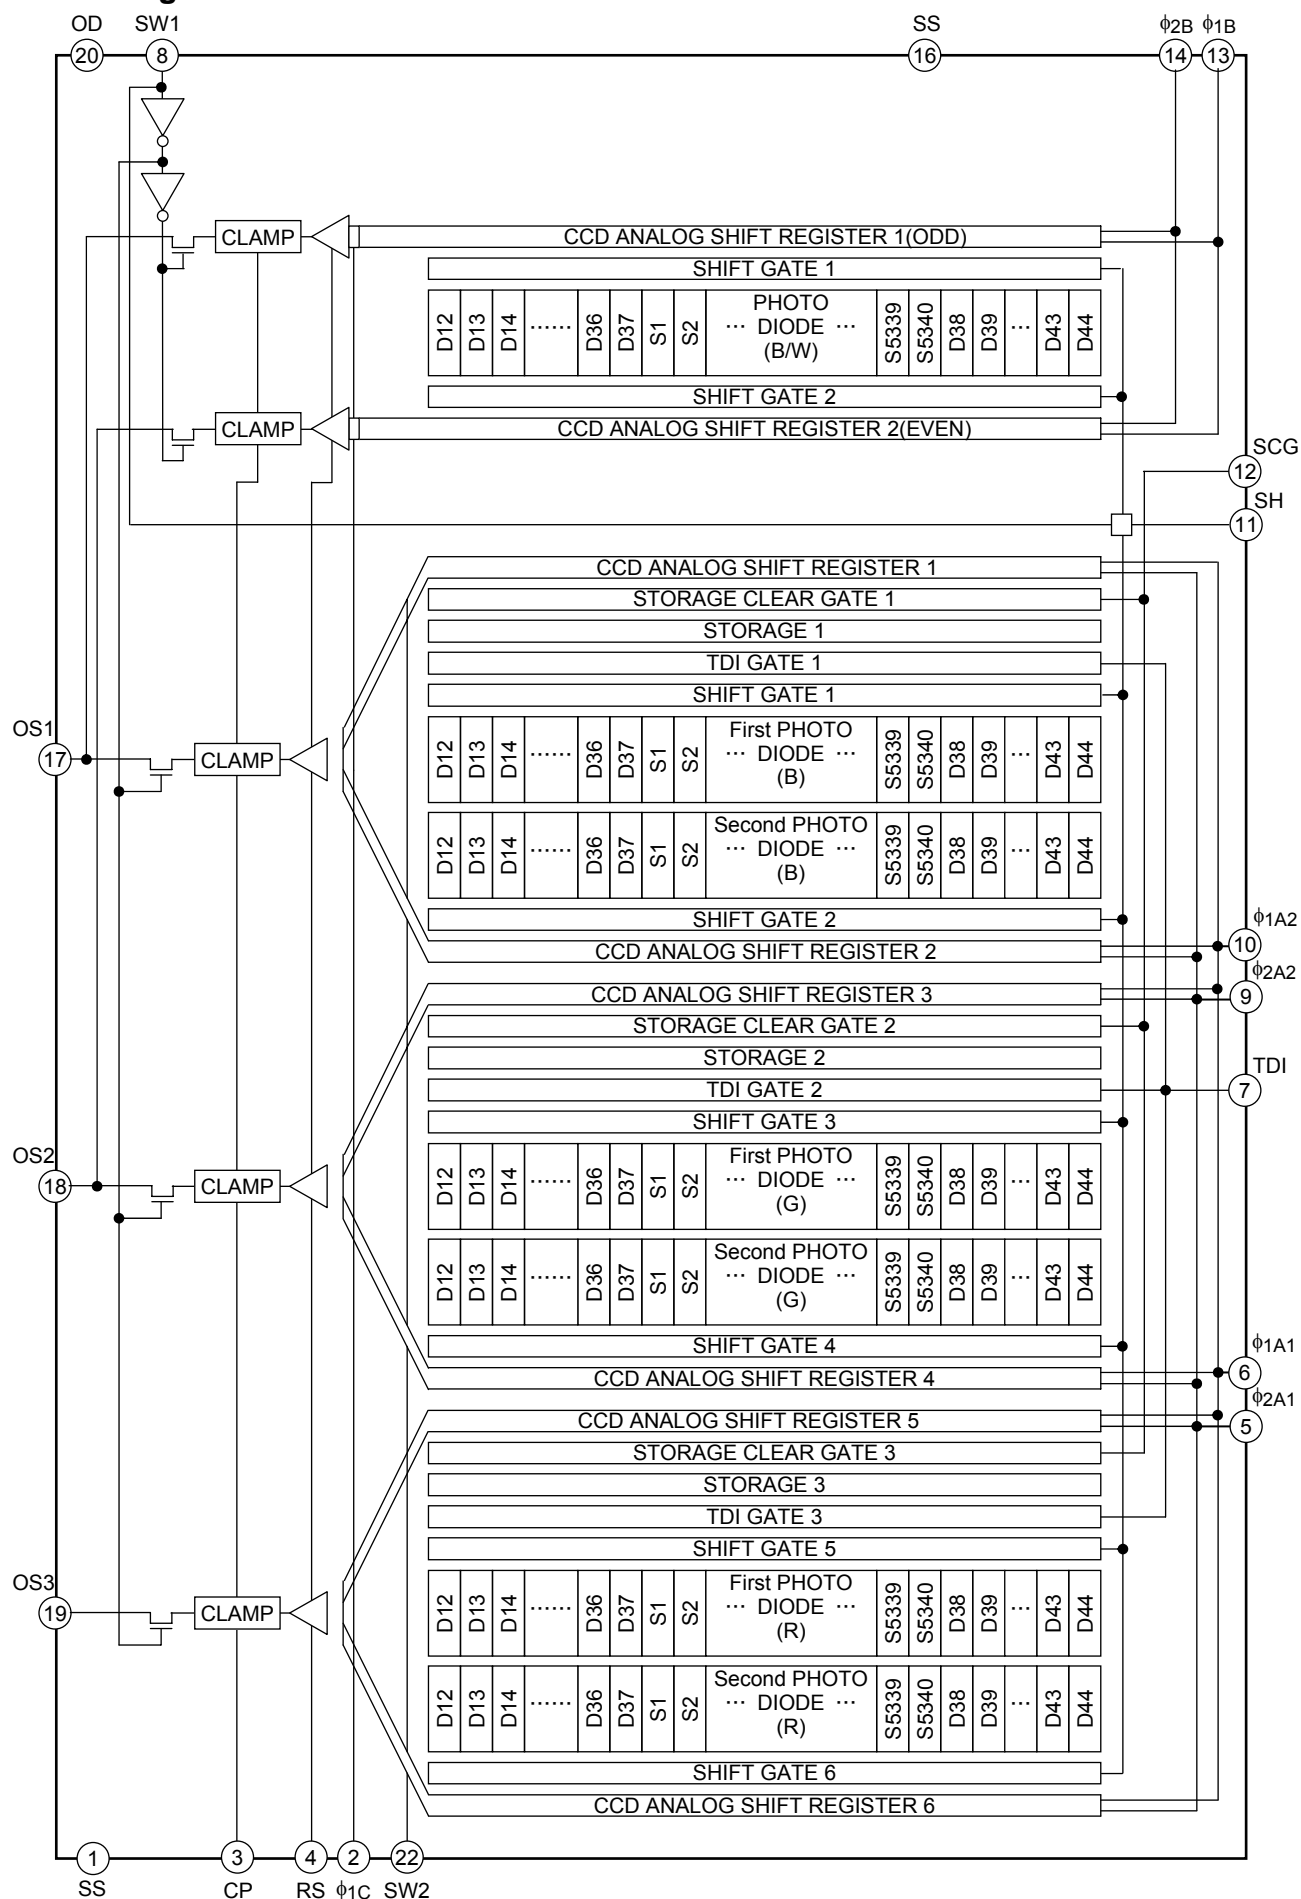 OD SW1 SS ϕ2B ϕ1B
20 8 16 14 13
CLAMP CCD ANALOG SHIFT REGISTER 1(ODD)
SHIFT GATE 1
D12 D13 D14 ······ D36 D37 S1 S2 PHOTO
··· DIODE ···
(B/W) S5339 S5340 D38 D39 ··· D43 D44
SHIFT GATE 2
CLAMP CCD ANALOG SHIFT REGISTER 2(EVEN)
SCG
12
SH
11
CCD ANALOG SHIFT REGISTER 1
STORAGE CLEAR GATE 1
STORAGE 1
TDI GATE 1
SHIFT GATE 1
OS1
17 CLAMP
D12 D13 D14 ······ D36 D37 S1 S2 First PHOTO
··· DIODE ···
(B) S5339 S5340 D38 D39 ··· D43 D44
D12 D13 D14 ······ D36 D37 S1 S2 Second PHOTO
··· DIODE ···
(B) S5339 S5340 D38 D39 ··· D43 D44
SHIFT GATE 2
ϕ1A2
10
CCD ANALOG SHIFT REGISTER 2
ϕ2A2
9
CCD ANALOG SHIFT REGISTER 3
STORAGE CLEAR GATE 2
STORAGE 2
TDI
7
TDI GATE 2
SHIFT GATE 3
OS2
18 CLAMP
D12 D13 D14 ······ D36 D37 S1 S2 First PHOTO
··· DIODE ···
(G) S5339 S5340 D38 D39 ··· D43 D44
D12 D13 D14 ······ D36 D37 S1 S2 Second PHOTO
··· DIODE ···
(G) S5339 S5340 D38 D39 ··· D43 D44
SHIFT GATE 4
ϕ1A1
6
CCD ANALOG SHIFT REGISTER 4
ϕ2A1
5
CCD ANALOG SHIFT REGISTER 5
STORAGE CLEAR GATE 3
STORAGE 3
TDI GATE 3
SHIFT GATE 5
OS3
19 CLAMP
D12 D13 D14 ······ D36 D37 S1 S2 First PHOTO
··· DIODE ···
(R) S5339 S5340 D38 D39 ··· D43 D44
D12 D13 D14 ······ D36 D37 S1 S2 Second PHOTO
··· DIODE ···
(R) S5339 S5340 D38 D39 ··· D43 D44
SHIFT GATE 6
CCD ANALOG SHIFT REGISTER 6
1 3 4 2 22
SS CP RS ϕ1C SW2